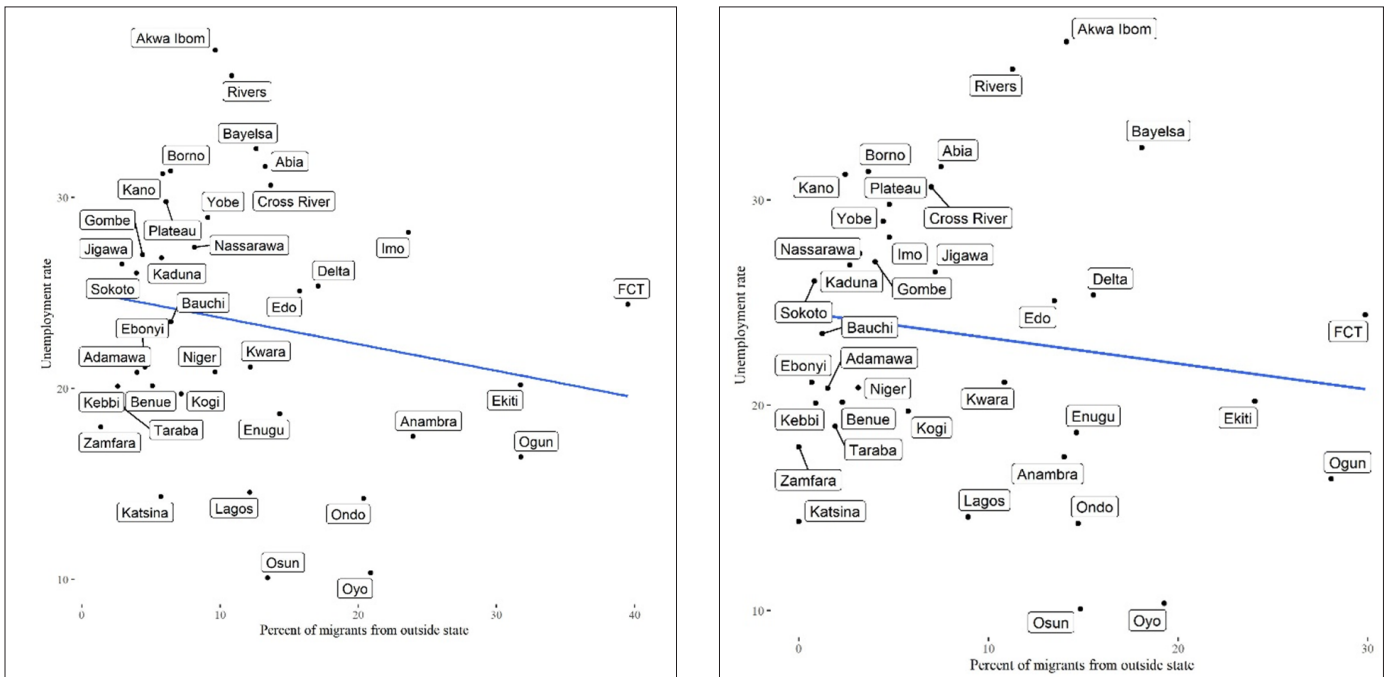 Akwa Ibom
Rivers
Bayelsa
Borno
Abia
Kano
Cross River
Yobe
Gombe
Plateau
Nassarawa
Imo
Jigawa
Kaduna
Delta
Sokoto
Bauchi
Edo
FCT
Ebonyi
Adamawa
Niger
Kwara
Kebbi
Benue
Kogi
Ekiti
Taraba
Enugu
Anambra
Zamfara
Ogun
Katsina
Lagos
Ondo
Osun
Oyo
30
20
10
Unemployment rate
0 10 20 30 40
Percent of migrants from outside state
Akwa Ibom
Rivers
Bayelsa
Borno
Abia
Kano
Plateau
Yobe
Cross River
Nassarawa
Imo
Jigawa
Kaduna
Gombe
Delta
Sokoto
Edo
Bauchi
FCT
Ebonyi
Adamawa
Niger
Kwara
Kebbi
Benue
Kogi
Enugu
Ekiti
Taraba
Anambra
Ogun
Zamfara
Katsina
Lagos
Ondo
Osun
Oyo
30
20
10
Unemployment rate
0 10 20 30
Percent of migrants from outside state